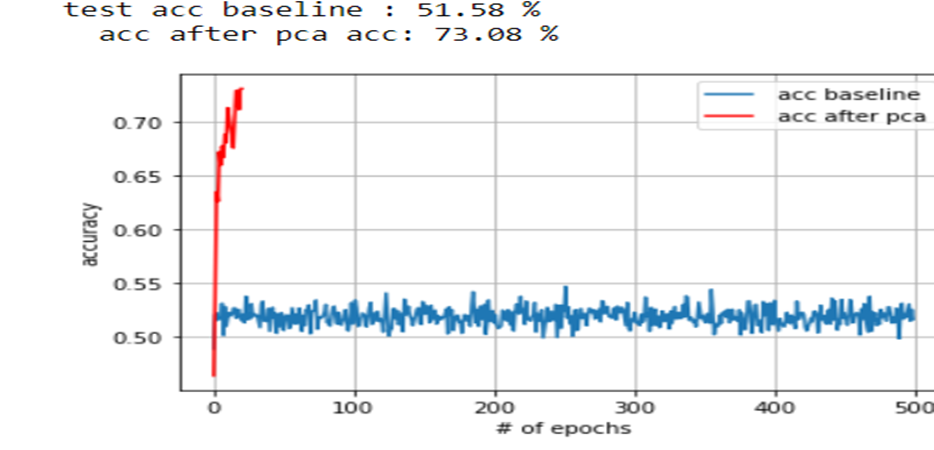 test acc baseline : 51.58 %
acc after pca acc: 73.08 %
acc baseline
acc after pca
0.70
0.65
0.60
0.55
0.50
accuracy
0 100 200 300 400 500
# of epochs